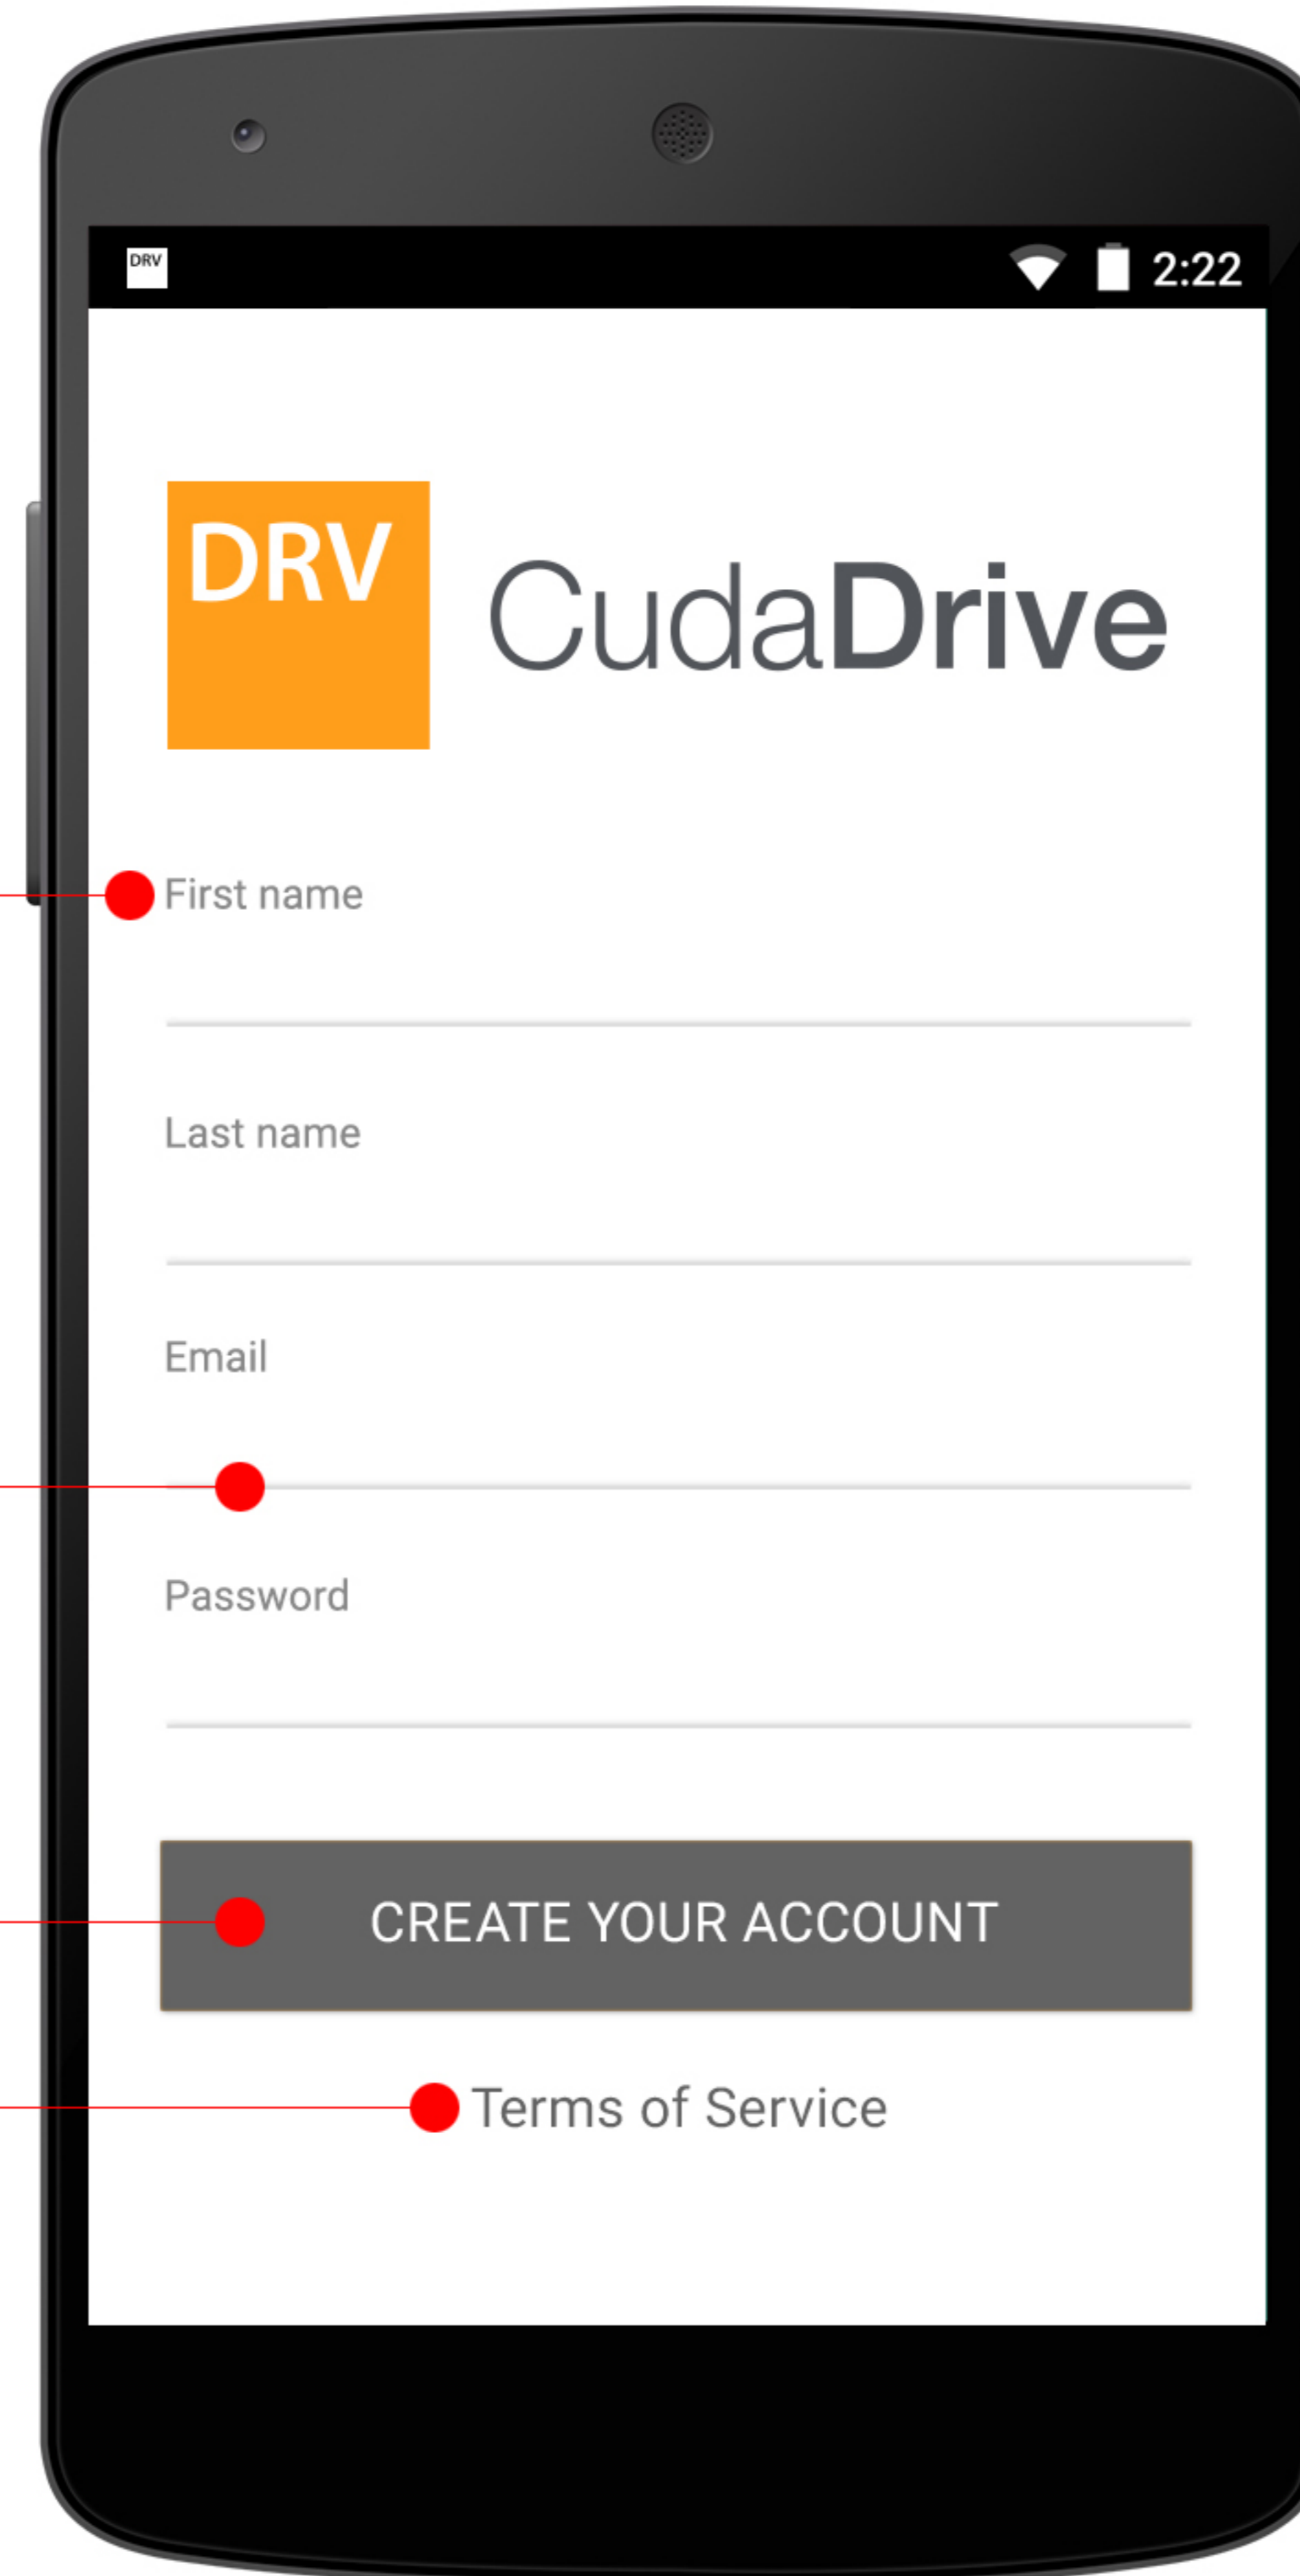 DRV
2:22
DRV
CudaDrive
First name
Last name
Email
Password
CREATE YOUR ACCOUNT
Terms of Service